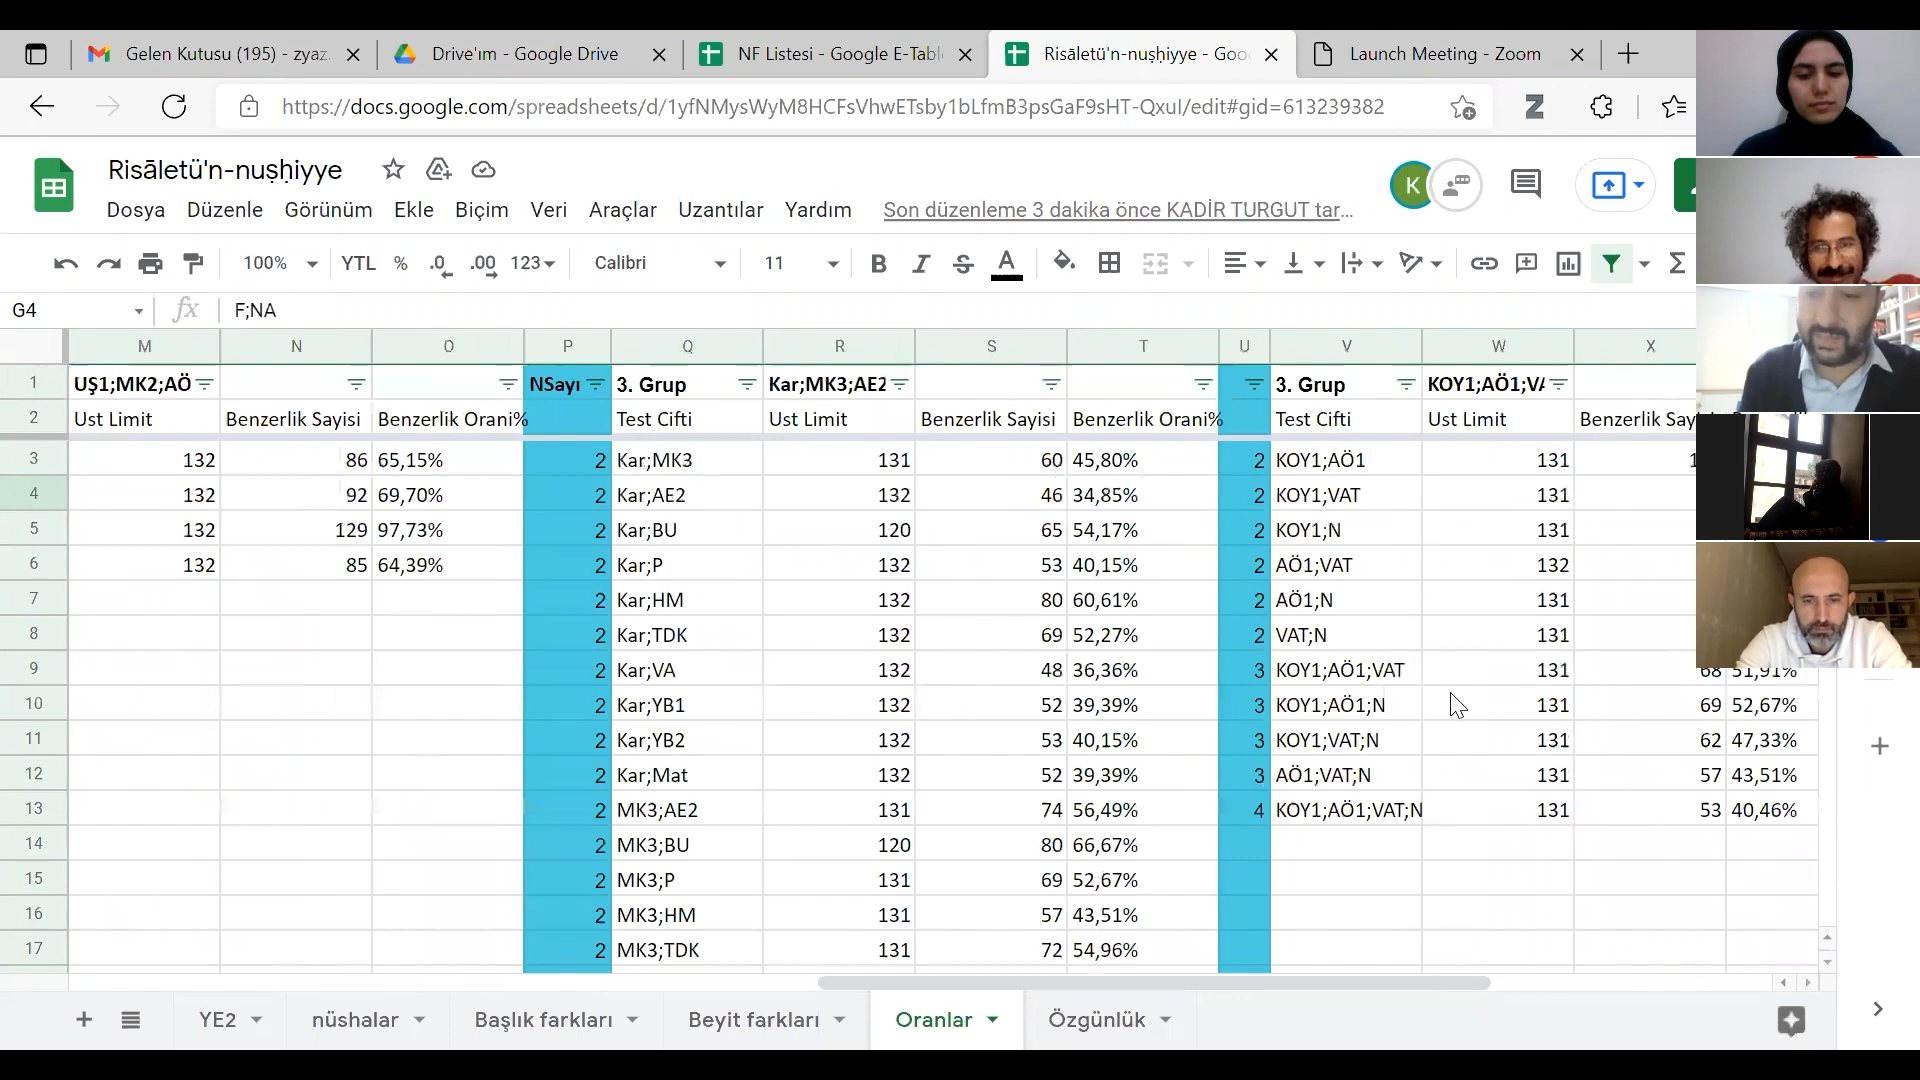 Gelen Kutusu (195) - zyaz
Drive'ım - Google Drive
NF Listesi - Google E-Tabl
Risāletü'n-nuṣḥiyye - Goo
Launch Meeting - Zoom
https://docs.google.com/spreadsheets/d/1yfNMysWyM8HCFsVhwETsby1bLfmB3psGaF9sHT-QxuI/edit#gid=613239382
Risāletü'n-nuṣḥiyye
K
Dosya Düzenle Görünüm Ekle Biçim Veri Araçlar Uzantılar Yardım Son düzenleme 3 dakika önce KADİR TURGUT tar...
100% YTL % .0 .00 123 Calibri 11 B I S A Σ
G4 fx F;NA
M N O P Q R S T U V W X
1 UŞ1;MK2;AÖ NSayı 3. Grup Kar;MK3;AE2 3. Grup KOY1;AÖ1;VA
2 Ust Limit Benzerlik Sayisi Benzerlik Orani% Test Cifti Ust Limit Benzerlik Sayisi Benzerlik Orani% Test Cifti Ust Limit Benzerlik Say
3 132 86 65,15% 2 Kar;MK3 131 60 45,80% 2 KOY1;AÖ1 131 1
4 132 92 69,70% 2 Kar;AE2 132 46 34,85% 2 KOY1;VAT 131
5 132 129 97,73% 2 Kar;BU 120 65 54,17% 2 KOY1;N 131
6 132 85 64,39% 2 Kar;P 132 53 40,15% 2 AÖ1;VAT 132
7 2 Kar;HM 132 80 60,61% 2 AÖ1;N 131
8 2 Kar;TDK 132 69 52,27% 2 VAT;N 131
9 2 Kar;VA 132 48 36,36% 3 KOY1;AÖ1;VAT 131 68 51,91%
10 2 Kar;YB1 132 52 39,39% 3 KOY1;AÖ1;N 131 69 52,67%
11 2 Kar;YB2 132 53 40,15% 3 KOY1;VAT;N 131 62 47,33%
12 2 Kar;Mat 132 52 39,39% 3 AÖ1;VAT;N 131 57 43,51%
13 2 MK3;AE2 131 74 56,49% 4 KOY1;AÖ1;VAT;N 131 53 40,46%
14 2 MK3;BU 120 80 66,67%
15 2 MK3;P 131 69 52,67%
16 2 MK3;HM 131 57 43,51%
17 2 MK3;TDK 131 72 54,96%
YE2 nüshalar Başlık farkları Beyit farkları Oranlar Özgünlük